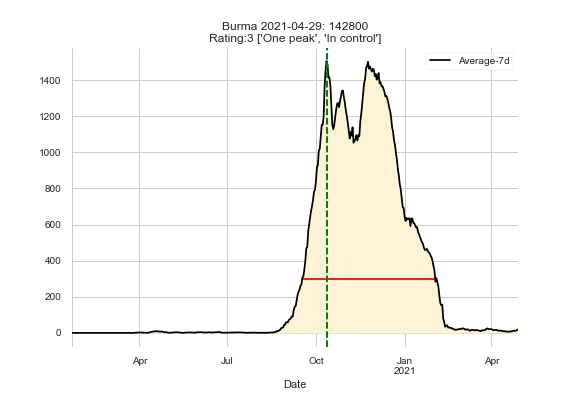 Burma 2021-04-29: 142800
Rating:3 ['One peak', 'In control']
Average-7d
1400
1200
1000
800
600
400
200
0
Apr
Jul
Oct
Jan
2021
Apr
Date